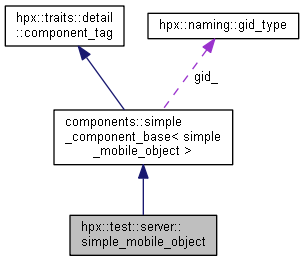 hpx::traits::detail
::component_tag
hpx::naming::gid_type
gid_
components::simple
_component_base< simple
_mobile_object >
hpx::test::server::
simple_mobile_object